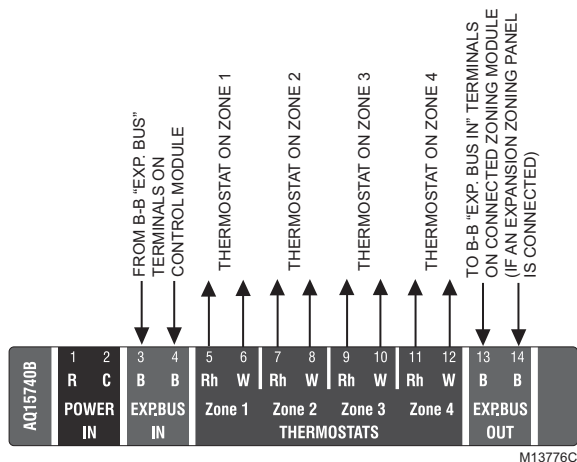 FROM B-B "EXP. BUS"
TERMINALS ON
CONTROL MODULE
THERMOSTAT ON ZONE 1
THERMOSTAT ON ZONE 2
THERMOSTAT ON ZONE 3
THERMOSTAT ON ZONE 4
TO B-B "EXP. BUS IN" TERMINALS
ON CONNECTED ZONING MODULE
(IF AN EXPANSION ZONING PANEL
IS CONNECTED)
AQ15740B
1 2 3 4 5 6 7 8 9 10 11 12 13 14
R C B B Rh W Rh W Rh W Rh W B B
POWER EXP.BUS Zone 1 Zone 2 Zone 3 Zone 4 EXP.BUS
IN IN THERMOSTATS OUT
M13776C